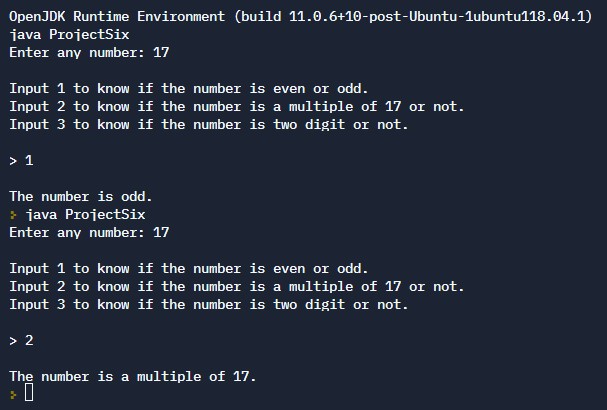 OpenJDK Runtime Environment (build 11.0.6+10-post-Ubuntu-1ubuntu118.04.1)
java ProjectSix
Enter any number: 17
Input 1 to know if the number is even or odd.
Input 2 to know if the number is a multiple of 17 or not.
Input 3 to know if the number is two digit or not.
> 1
The number is odd.
> java ProjectSix
Enter any number: 17
Input 1 to know if the number is even or odd.
Input 2 to know if the number is a multiple of 17 or not.
Input 3 to know if the number is two digit or not.
> 2
The number is a multiple of 17.
>